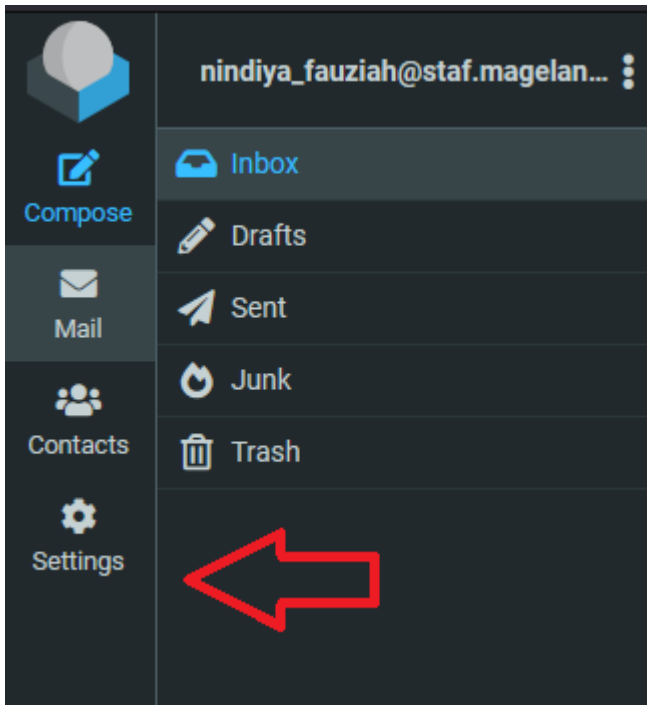 nindiya_fauziah@staf.magelan...
Compose
Mail
Contacts
Settings
Inbox
Drafts
Sent
Junk
Trash